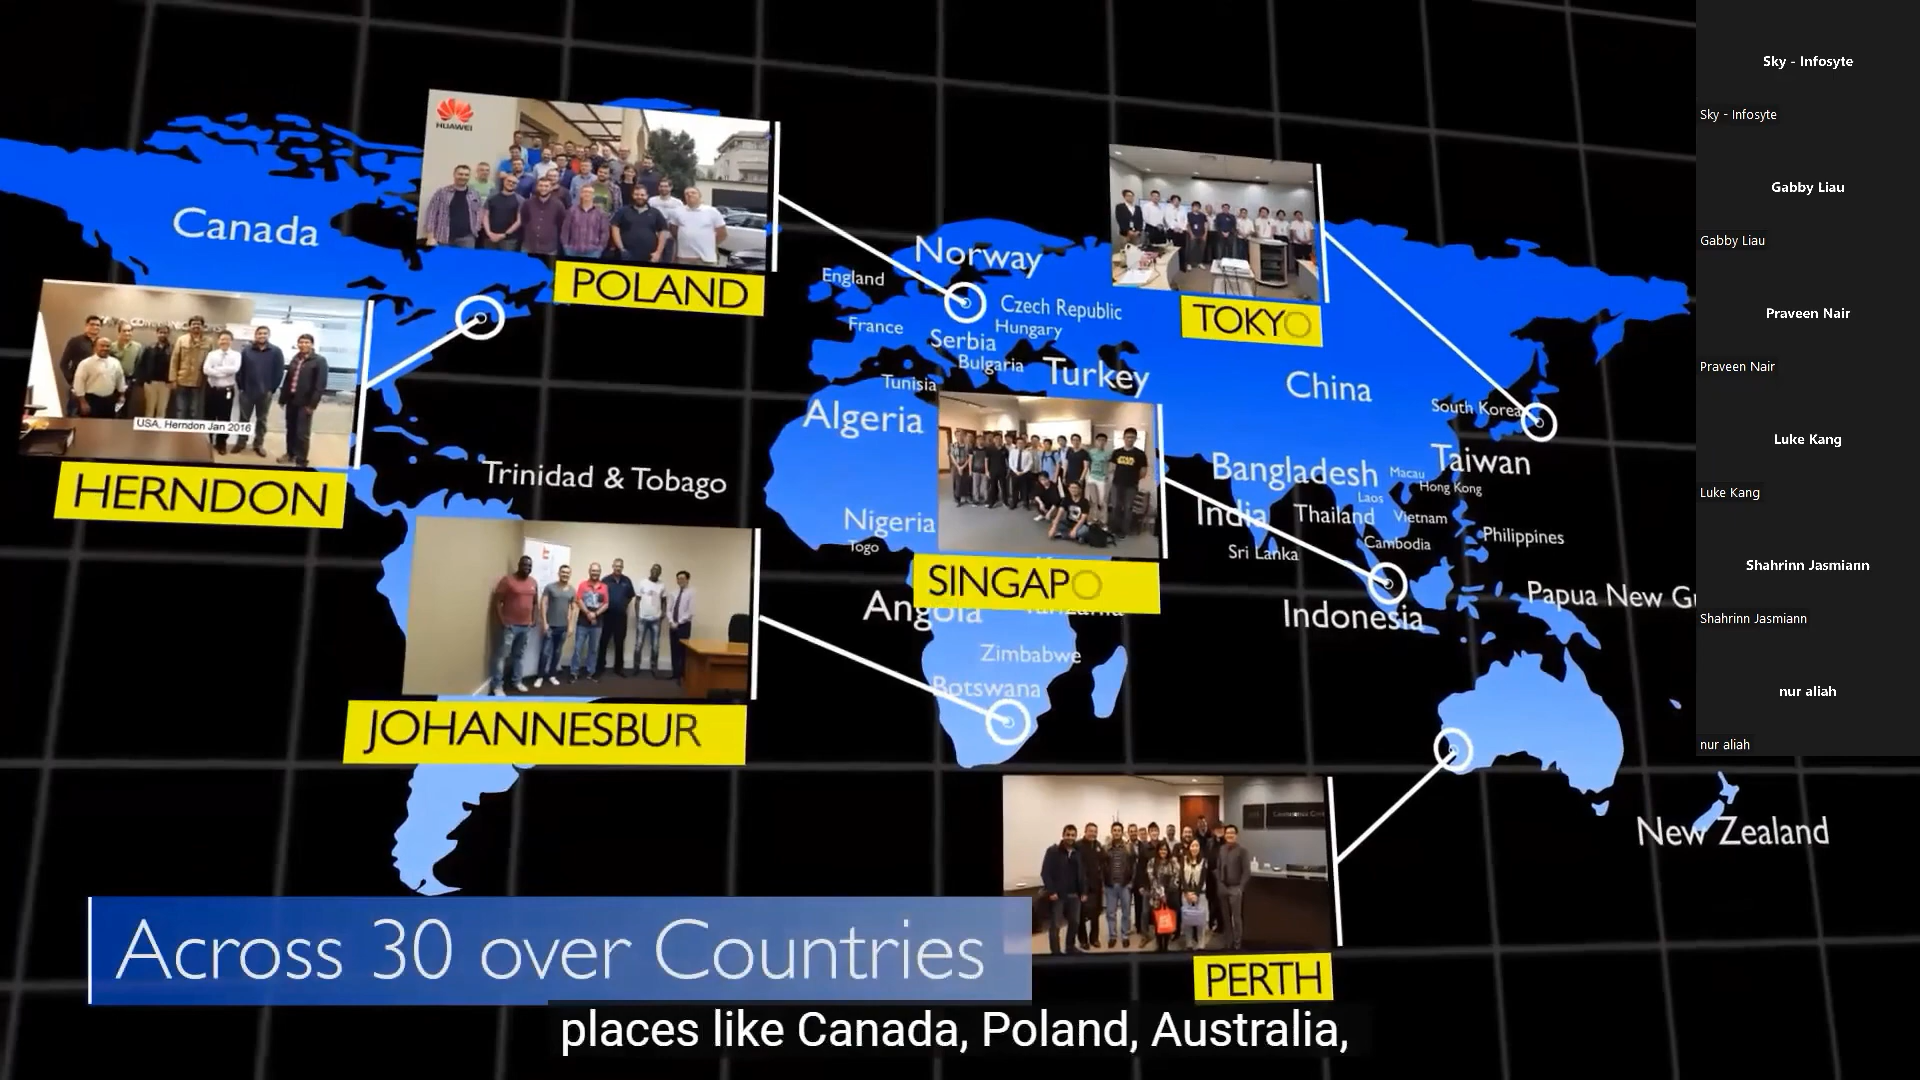 HUAWEI
POLAND
Canada
USA, Herndon Jan 2016
HERNDON
Trinidad & Tobago
JOHANNESBUR
Norway
England
Czech Republic
France
Hungary
Serbia
Bulgaria
Turkey
Tunisia
Algeria
Nigeria
Togo
SINGAPO
Angola
Tanzania
Zimbabwe
Botswana
TOKYO
China
South Korea
Taiwan
Bangladesh
Macau
Hong Kong
Laos
India
Thailand
Vietnam
Philippines
Cambodia
Sri Lanka
Indonesia
Papua New Gu
New Zealand
PERTH
Across 30 over Countries
places like Canada, Poland, Australia,
Sky - Infosyte
Sky - Infosyte
Gabby Liau
Gabby Liau
Praveen Nair
Praveen Nair
Luke Kang
Luke Kang
Shahrinn Jasmiann
Shahrinn Jasmiann
nur aliah
nur aliah